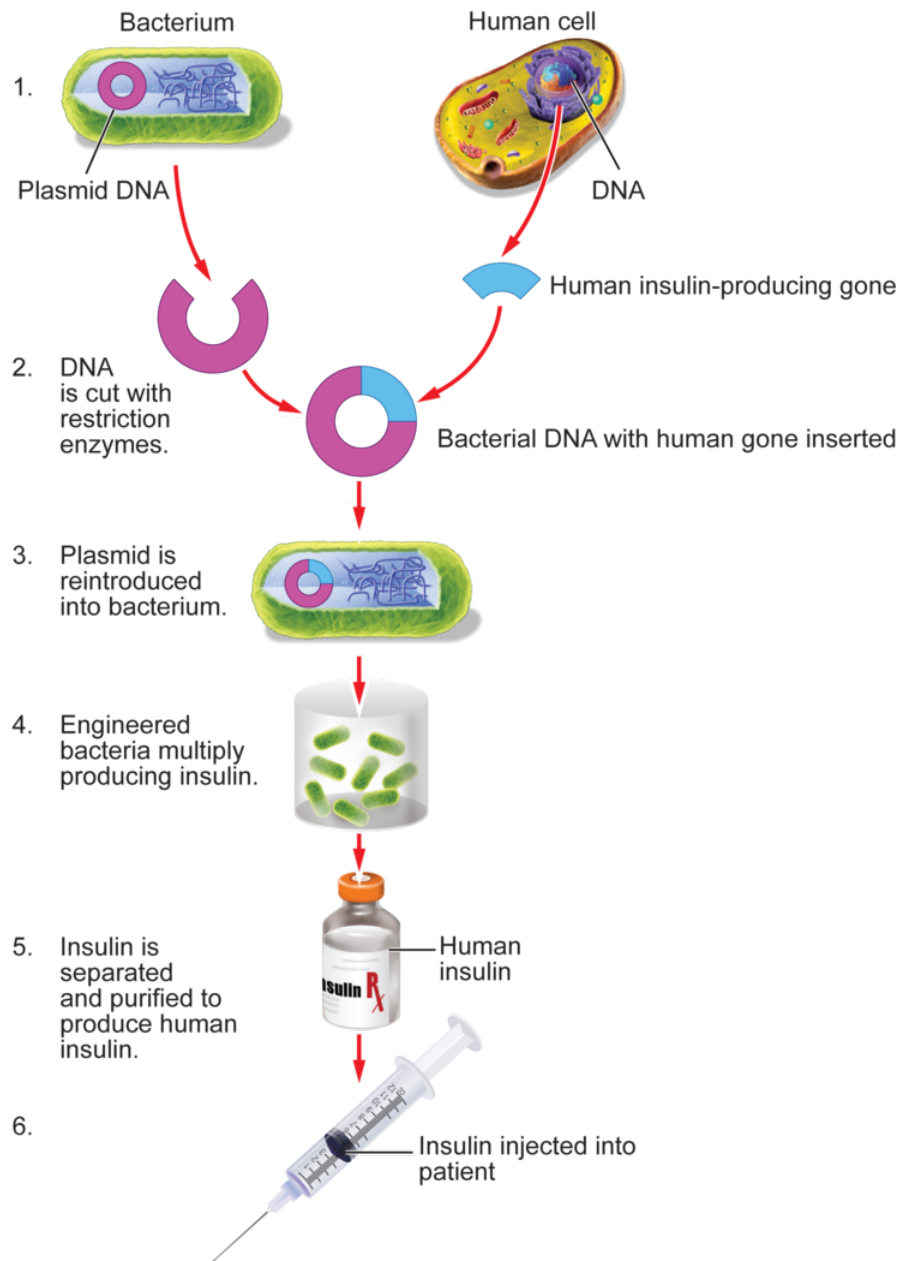 Bacterium
Human cell
1.
Plasmid DNA
DNA
Human insulin-producing gone
2. DNA
is cut with
restriction
enzymes.
Bacterial DNA with human gone inserted
3. Plasmid is
reintroduced
into bacterium.
4. Engineered
bacteria multiply
producing insulin.
5. Insulin is
separated
and purified to
produce human
insulin.
nsulin Rx
Human
insulin
6.
Insulin injected into
patient